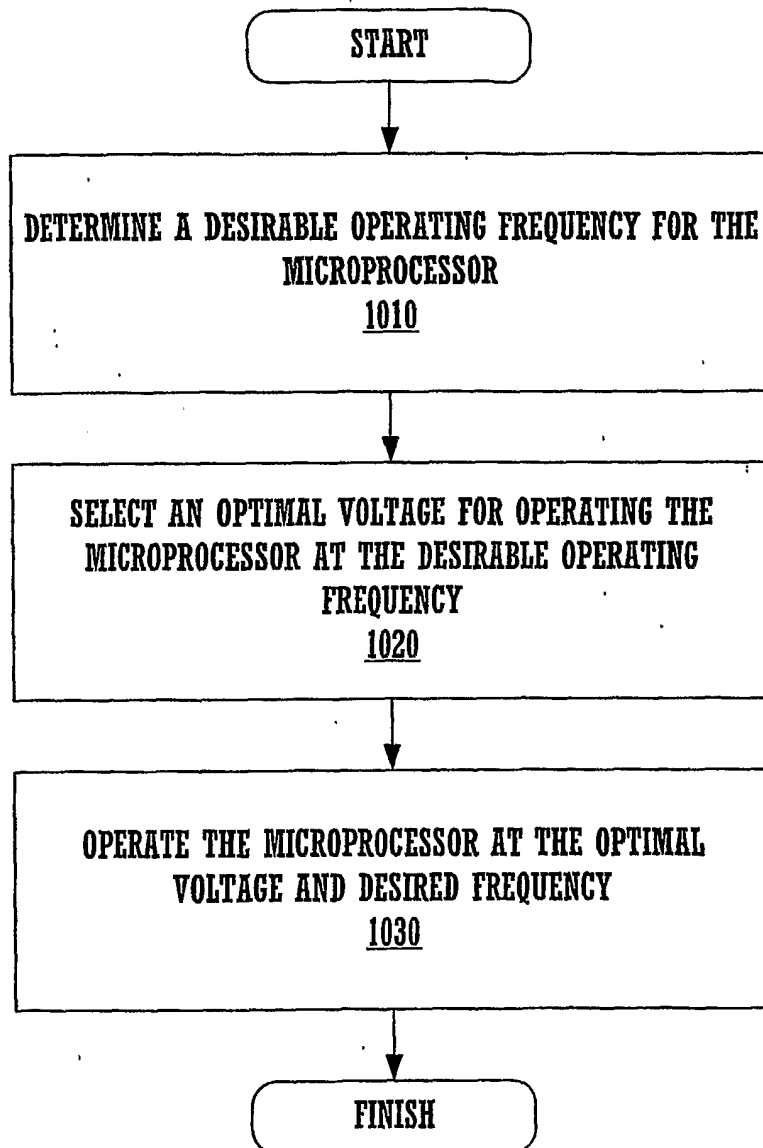 START
DETERMINE A DESIRABLE OPERATING FREQUENCY FOR THE
MICROPROCESSOR
1010
SELECT AN OPTIMAL VOLTAGE FOR OPERATING THE
MICROPROCESSOR AT THE DESIRABLE OPERATING
FREQUENCY
1020
OPERATE THE MICROPROCESSOR AT THE OPTIMAL
VOLTAGE AND DESIRED FREQUENCY
1030
FINISH